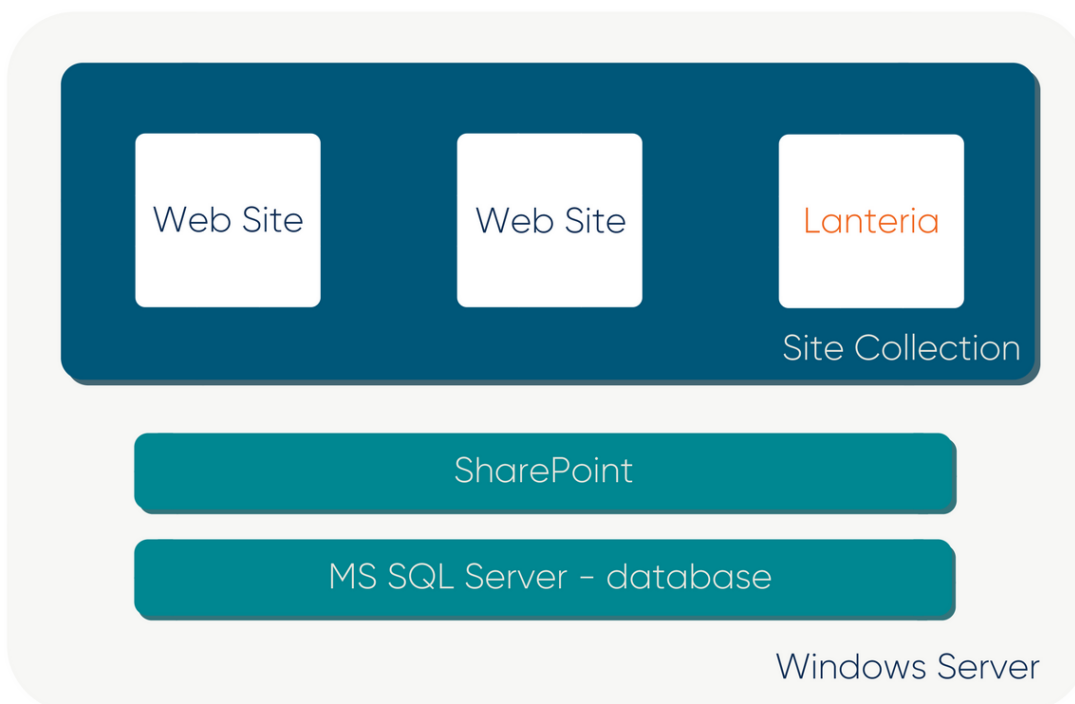 Web Site
Web Site
Lanteria
Site Collection
SharePoint
MS SQL Server - database
Windows Server